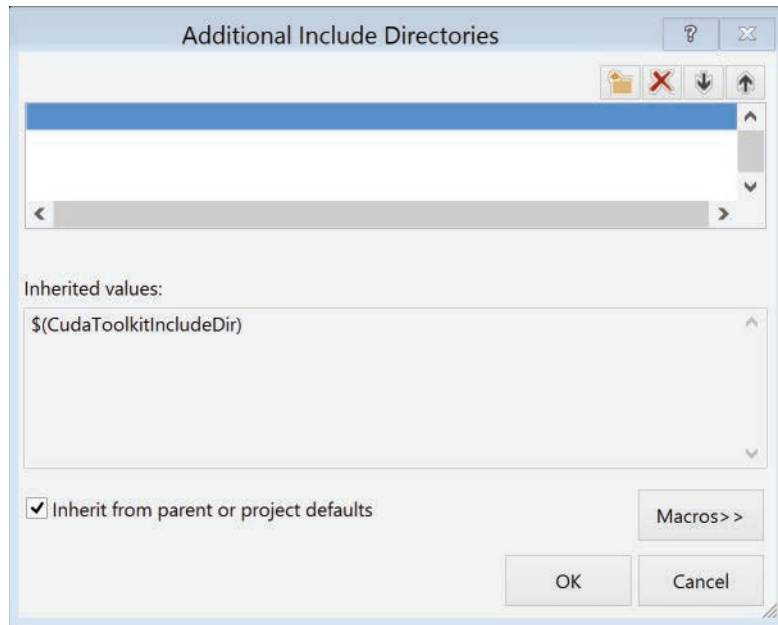 Additional Include Directories
?
Inherited values:
$(CudaToolkitIncludeDir)
Inherit from parent or project defaults
Macros>>
OK
Cancel